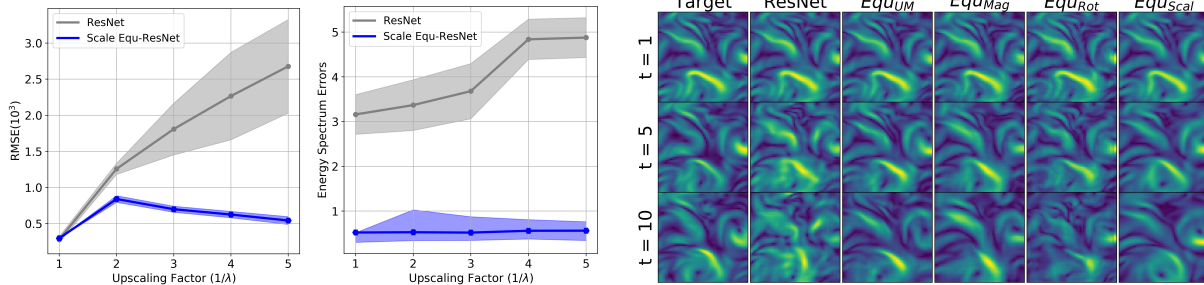 ResNet
Scale Equ-ResNet
RMSE(10³)
3.0
2.5
2.0
1.5
1.0
0.5
1 2 3 4 5
Upscaling Factor (1/λ)
ResNet
Scale Equ-ResNet
Energy Spectrum Errors
5
4
3
2
1
1 2 3 4 5
Upscaling Factor (1/λ)
Target ResNet Equ_UM Equ_Mag Equ_Rot Equ_Scal
t = 1
t = 5
t = 10